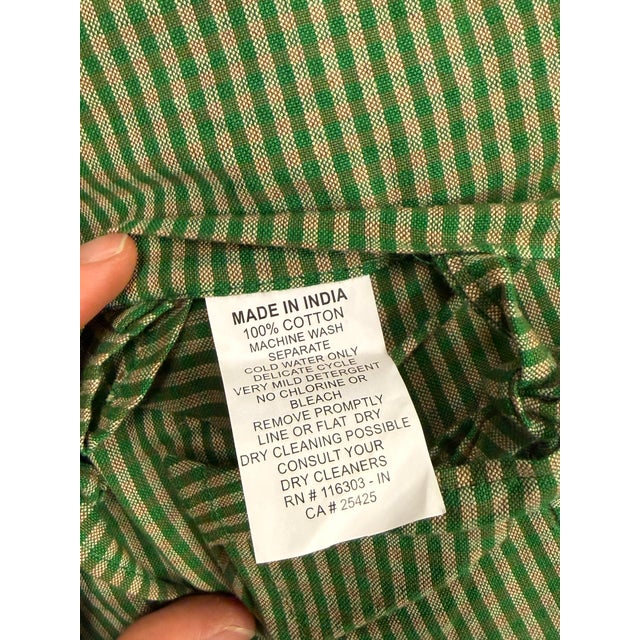 MADE IN INDIA
100% COTTON
MACHINE WASH
SEPARATE
COLD WATER ONLY
DELICATE CYCLE
VERY MILD DETERGENT
NO CHLORINE OR
BLEACH
REMOVE PROMPTLY
LINE OR FLAT DRY
DRY CLEANING POSSIBLE
CONSULT YOUR
DRY CLEANERS
RN # 116303 - IN
CA # 25425